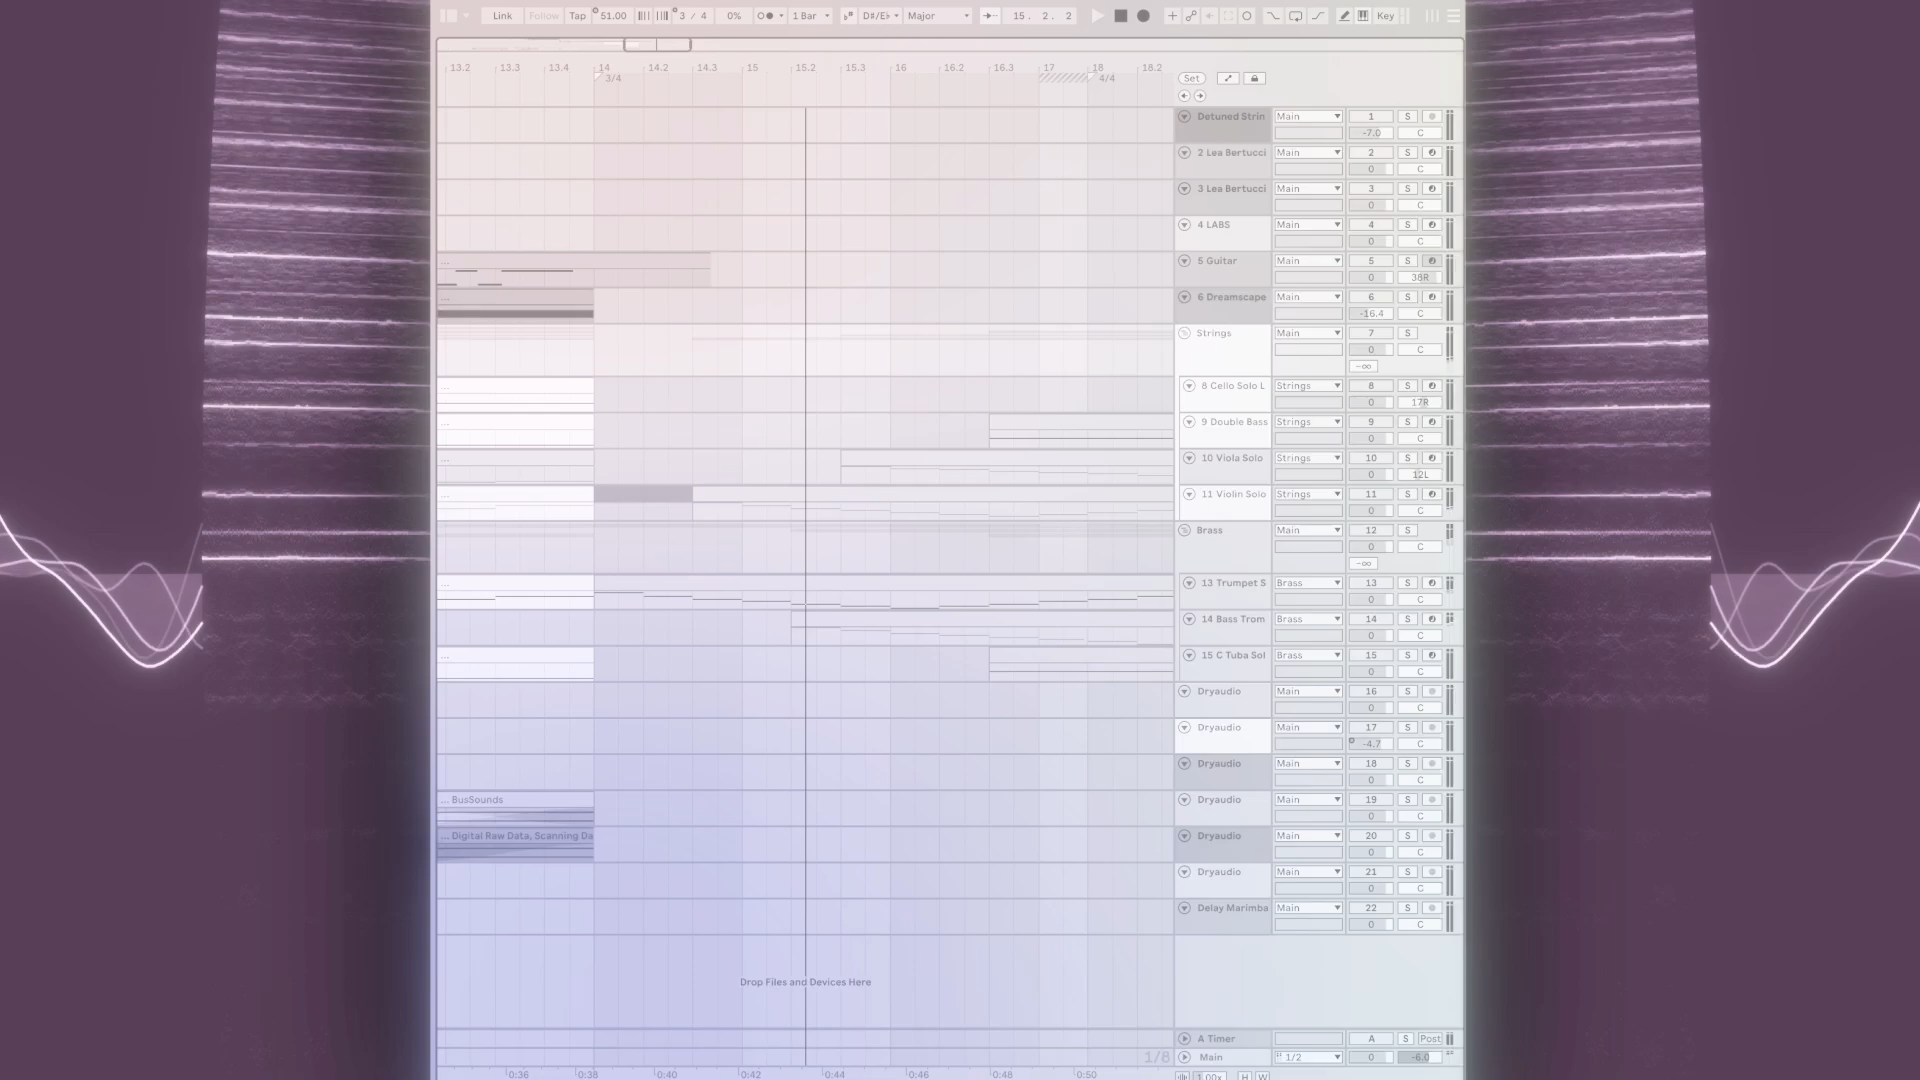 Link Follow Tap 51.00 3 / 4 0% 1 Bar D#/E♭ Major 15. 2. 2 Key
13.2 13.3 13.4 14 14.2 14.3 15 15.2 15.3 16 16.2 16.3 17 18 18.2
3/4 4/4 Set
Detuned Strin Main 1 S
-7.0 C
2 Lea Bertucci Main 2 S
0 C
3 Lea Bertucci Main 3 S
0 C
4 LABS Main 4 S
0 C
... 5 Guitar Main 5 S
0 38R
... 6 Dreamscape Main 6 S
-16.4 C
Strings Main 7 S
0 C
-∞
... 8 Cello Solo L Strings 8 S
0 17R
... 9 Double Bass Strings 9 S
0 C
... 10 Viola Solo Strings 10 S
0 12L
... 11 Violin Solo Strings 11 S
0 C
Brass Main 12 S
0 C
-∞
... 13 Trumpet S Brass 13 S
0 C
14 Bass Trom Brass 14 S
0 C
... 15 C Tuba Sol Brass 15 S
0 C
Dryaudio Main 16 S
0 C
Dryaudio Main 17 S
-4.7 C
Dryaudio Main 18 S
0 C
... BusSounds Dryaudio Main 19 S
0 C
... Digital Raw Data, Scanning Da Dryaudio Main 20 S
0 C
Dryaudio Main 21 S
0 C
Delay Marimba Main 22 S
0 C
Drop Files and Devices Here
A Timer A S Post
1/8 Main 1/2 0 -6.0
0:36 0:38 0:40 0:42 0:44 0:46 0:48 0:50 1.00x H W